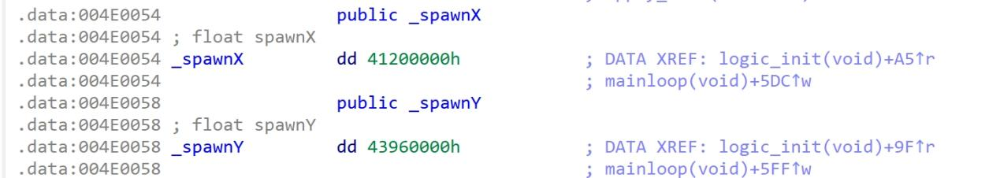 .data:004E0054 public _spawnX
.data:004E0054 ; float spawnX
.data:004E0054 _spawnX dd 41200000h ; DATA XREF: logic_init(void)+A5↑r
.data:004E0054 ; mainloop(void)+5DC↑w
.data:004E0058 public _spawnY
.data:004E0058 ; float spawnY
.data:004E0058 _spawnY dd 43960000h ; DATA XREF: logic_init(void)+9F↑r
.data:004E0058 ; mainloop(void)+5FF↑w